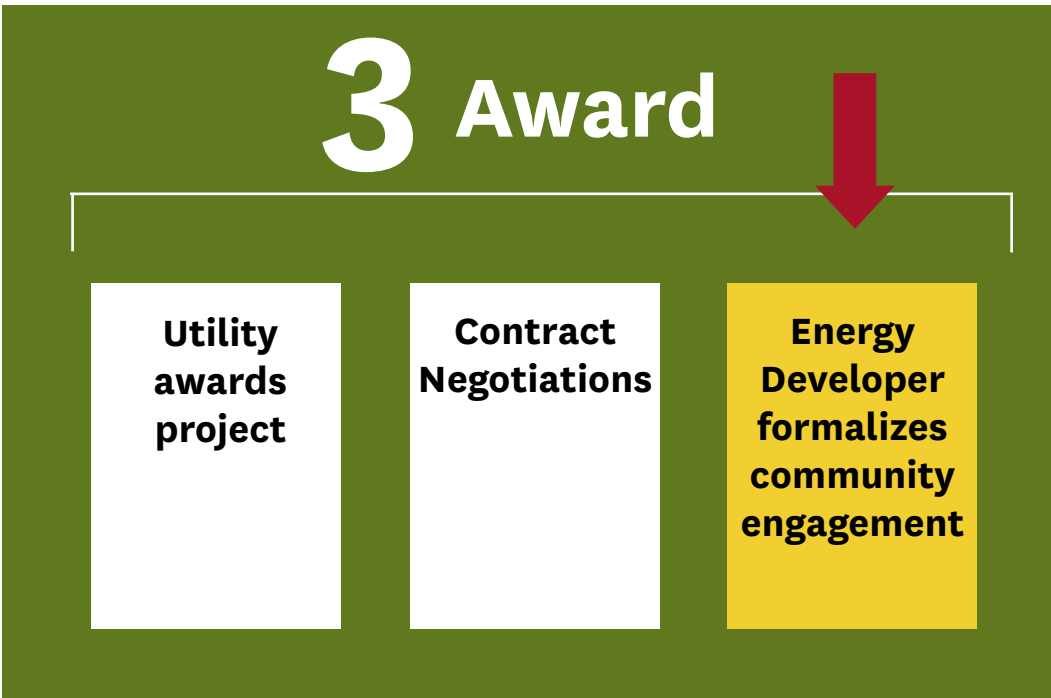 3 Award
Utility
awards
project
Contract
Negotiations
Energy
Developer
formalizes
community
engagement